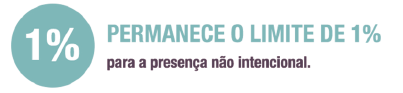 1%
PERMANECE O LIMITE DE 1%
para a presença não intencional.